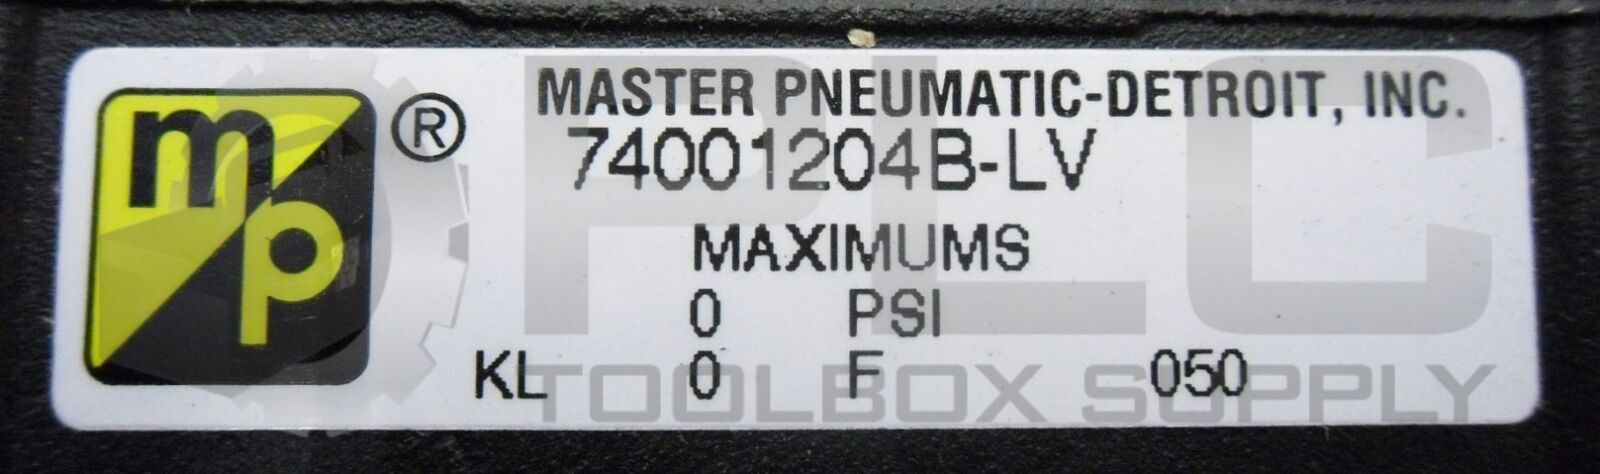 mp ®
MASTER PNEUMATIC-DETROIT, INC.
74001204B-LV
MAXIMUMS
0 PSI
KL 0 F 050
PLC
TOOLBOX SUPPLY